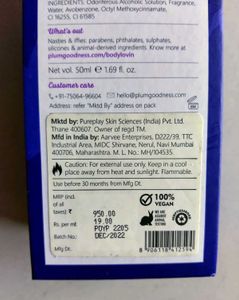 INGREDIENTS: Odoriferous Alcoholic Solution, Fragrance,
Water, Avobenzone, Octyl Methoxycinnamate,
CI 16255, CI 61585
What's out
Nasties & iffies: parabens, phthalates, sulphates,
silicones & animal-derived ingredients. Know more at
plumgoodness.com/bodylovin
Net vol. 50ml ℮ 1.69 fl. oz.
Customer care
+91-75064-96604 hello@plumgoodness.com
Address: refer "Mktd By" address on pack
Mktd by: Pureplay Skin Sciences (India) Pvt. Ltd.
Thane 400607. Owner of regd TM.
Mfd in India by: Aarvee Enterprises, D222/39, TTC
Industrial Area, MIDC Shirvane, Nerul, Navi Mumbai
400706, Maharashtra. M. L. No.: MH/004535.
Caution: For external use only. Keep in a cool
place away from heat and sunlight. Flammable.
Use before 30 months from Mfg Dt.
MRP (incl.
of all
taxes) ₹ 950.00
Rs. per ml 19.00
Batch No.: POYP 2205
Mfg Dt.: DEC/2022
100%
VEGAN
8 906118 412594